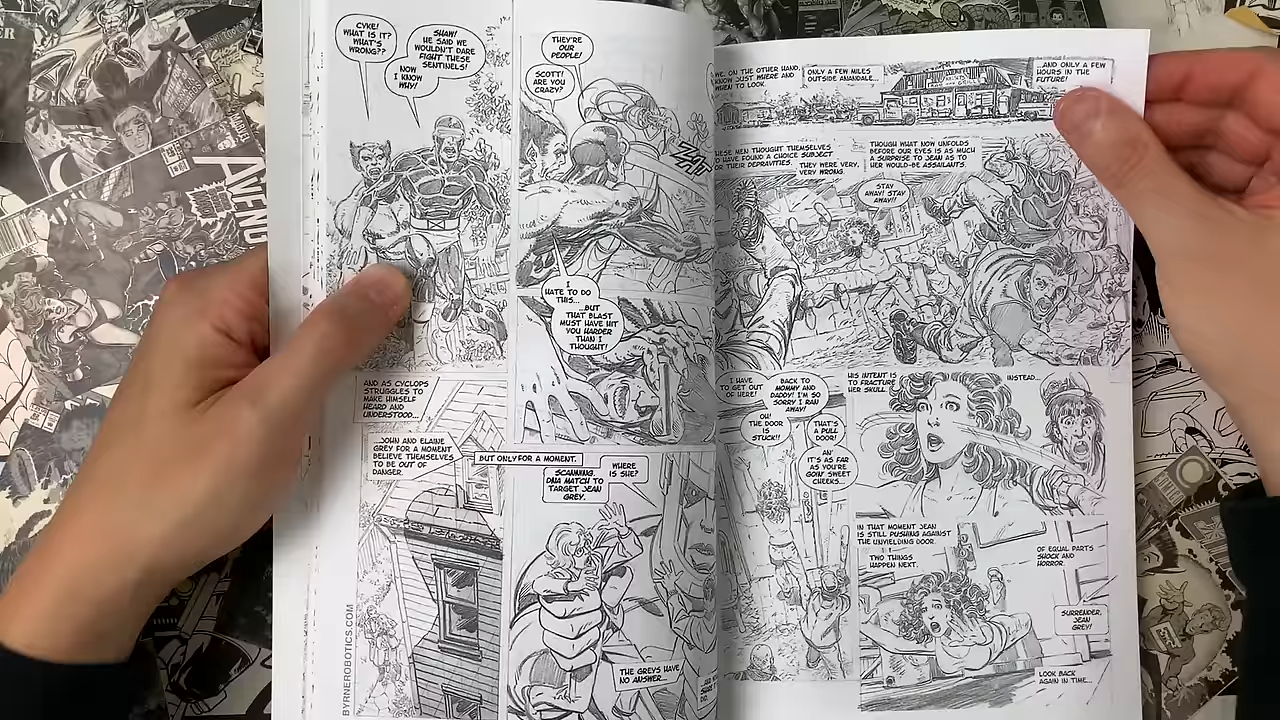 CYKE!
WHAT IS IT?
WHAT'S
WRONG??
SHAW!
HE SAID WE
WOULDN'T DARE
FIGHT THESE
SENTINELS!
NOW
I KNOW
WHY!
THEY'RE
OUR
PEOPLE!
SCOTT!
ARE YOU
CRAZY?
I
HATE TO DO
THIS...
...BUT
THAT BLAST
MUST HAVE HIT
YOU HARDER
THAN I
THOUGHT!
AND AS CYCLOPS
STRUGGLES TO
MAKE HIMSELF
HEARD AND
UNDERSTOOD...
...JOHN AND ELAINE
GREY FOR A MOMENT
BELIEVE THEMSELVES
TO BE OUT OF
DANGER.
BUT ONLY FOR A MOMENT.
SCANNING.
DNA MATCH TO
TARGET JEAN
GREY.
WHERE
IS SHE?
THE GREYS HAVE
NO ANSWER...
BYRNEROBOTICS.COM
WE, ON THE OTHER HAND,
KNOW JUST WHERE AND
WHEN TO LOOK.
ONLY A FEW MILES
OUTSIDE ANANDALE...
...AND ONLY A FEW
HOURS IN THE
FUTURE!
THESE MEN THOUGHT THEMSELVES
TO HAVE FOUND A CHOICE SUBJECT
FOR THEIR DEPRAVITIES.
THEY WERE VERY,
VERY WRONG.
THOUGH WHAT NOW UNFOLDS
BEFORE OUR EYES IS AS MUCH
A SURPRISE TO JEAN AS TO
HER WOULD-BE ASSAILANTS.
STAY
AWAY! STAY
AWAY!!
I HAVE
TO GET OUT
OF HERE!
BACK TO
MOMMY AND
DADDY! I'M SO
SORRY I RAN
AWAY!
OH!
THE DOOR
IS
STUCK!!
THAT'S
A PULL
DOOR!
AN'
IT'S AS FAR
AS YOU'RE
GOIN' SWEET
CHEEKS...
HIS INTENT IS
TO FRACTURE
HER SKULL.
INSTEAD...
IN THAT MOMENT JEAN
IS STILL PUSHING AGAINST
THE UNYIELDING DOOR.
TWO THINGS
HAPPEN NEXT.
OF EQUAL PARTS
SHOCK AND
HORROR.
SURRENDER,
JEAN
GREY!
LOOK BACK
AGAIN IN TIME...